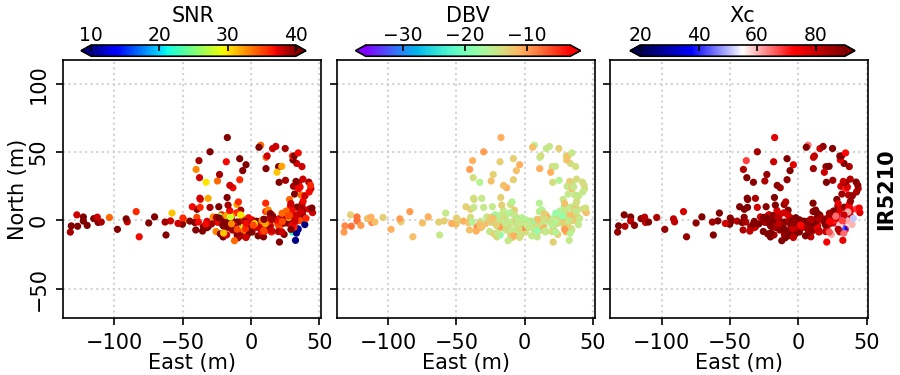 SNR DBV Xc
10 20 30 40 −30 −20 −10 20 40 60 80
100
50
0
−50
North (m)
IR5210
−100 −50 0 50 −100 −50 0 50 −100 −50 0 50
East (m) East (m) East (m)